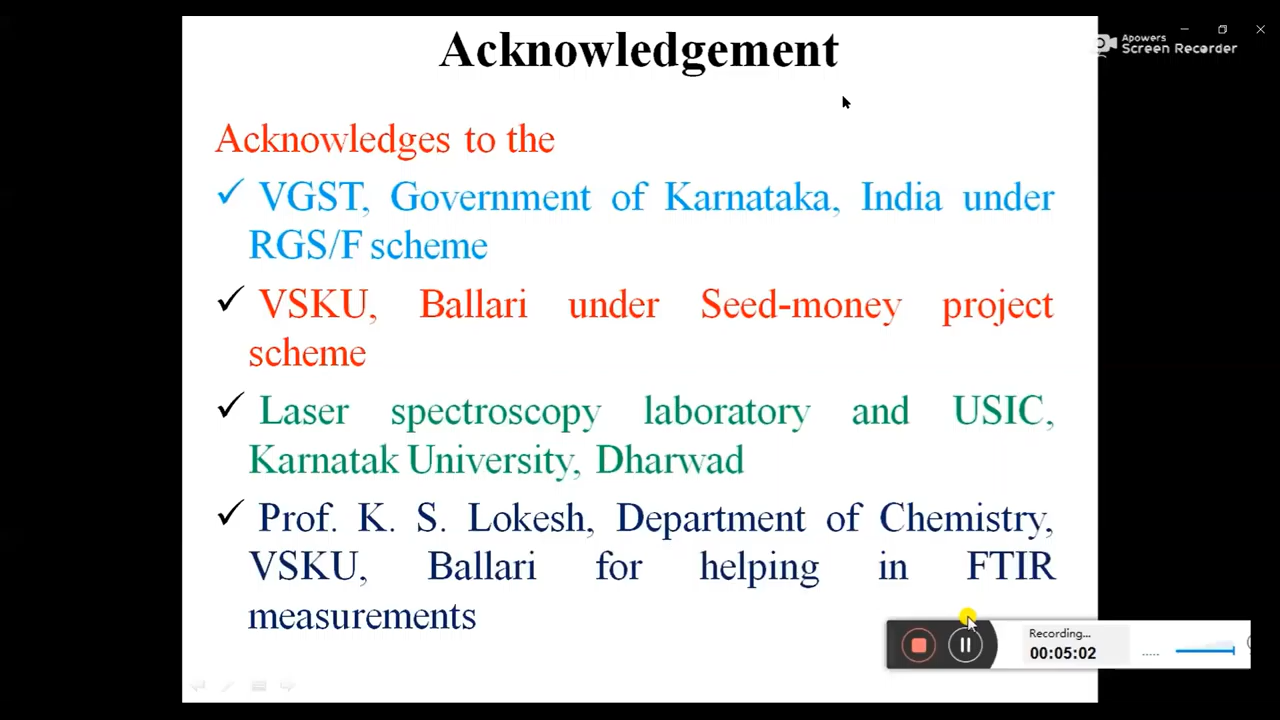 Acknowledgement
Apowers
Screen Recorder
Acknowledges to the
✓ VGST, Government of Karnataka, India under
RGS/F scheme
✓ VSKU, Ballari under Seed-money project
scheme
✓ Laser spectroscopy laboratory and USIC,
Karnatak University, Dharwad
✓ Prof. K. S. Lokesh, Department of Chemistry,
VSKU, Ballari for helping in FTIR
measurements
Recording...
00:05:02